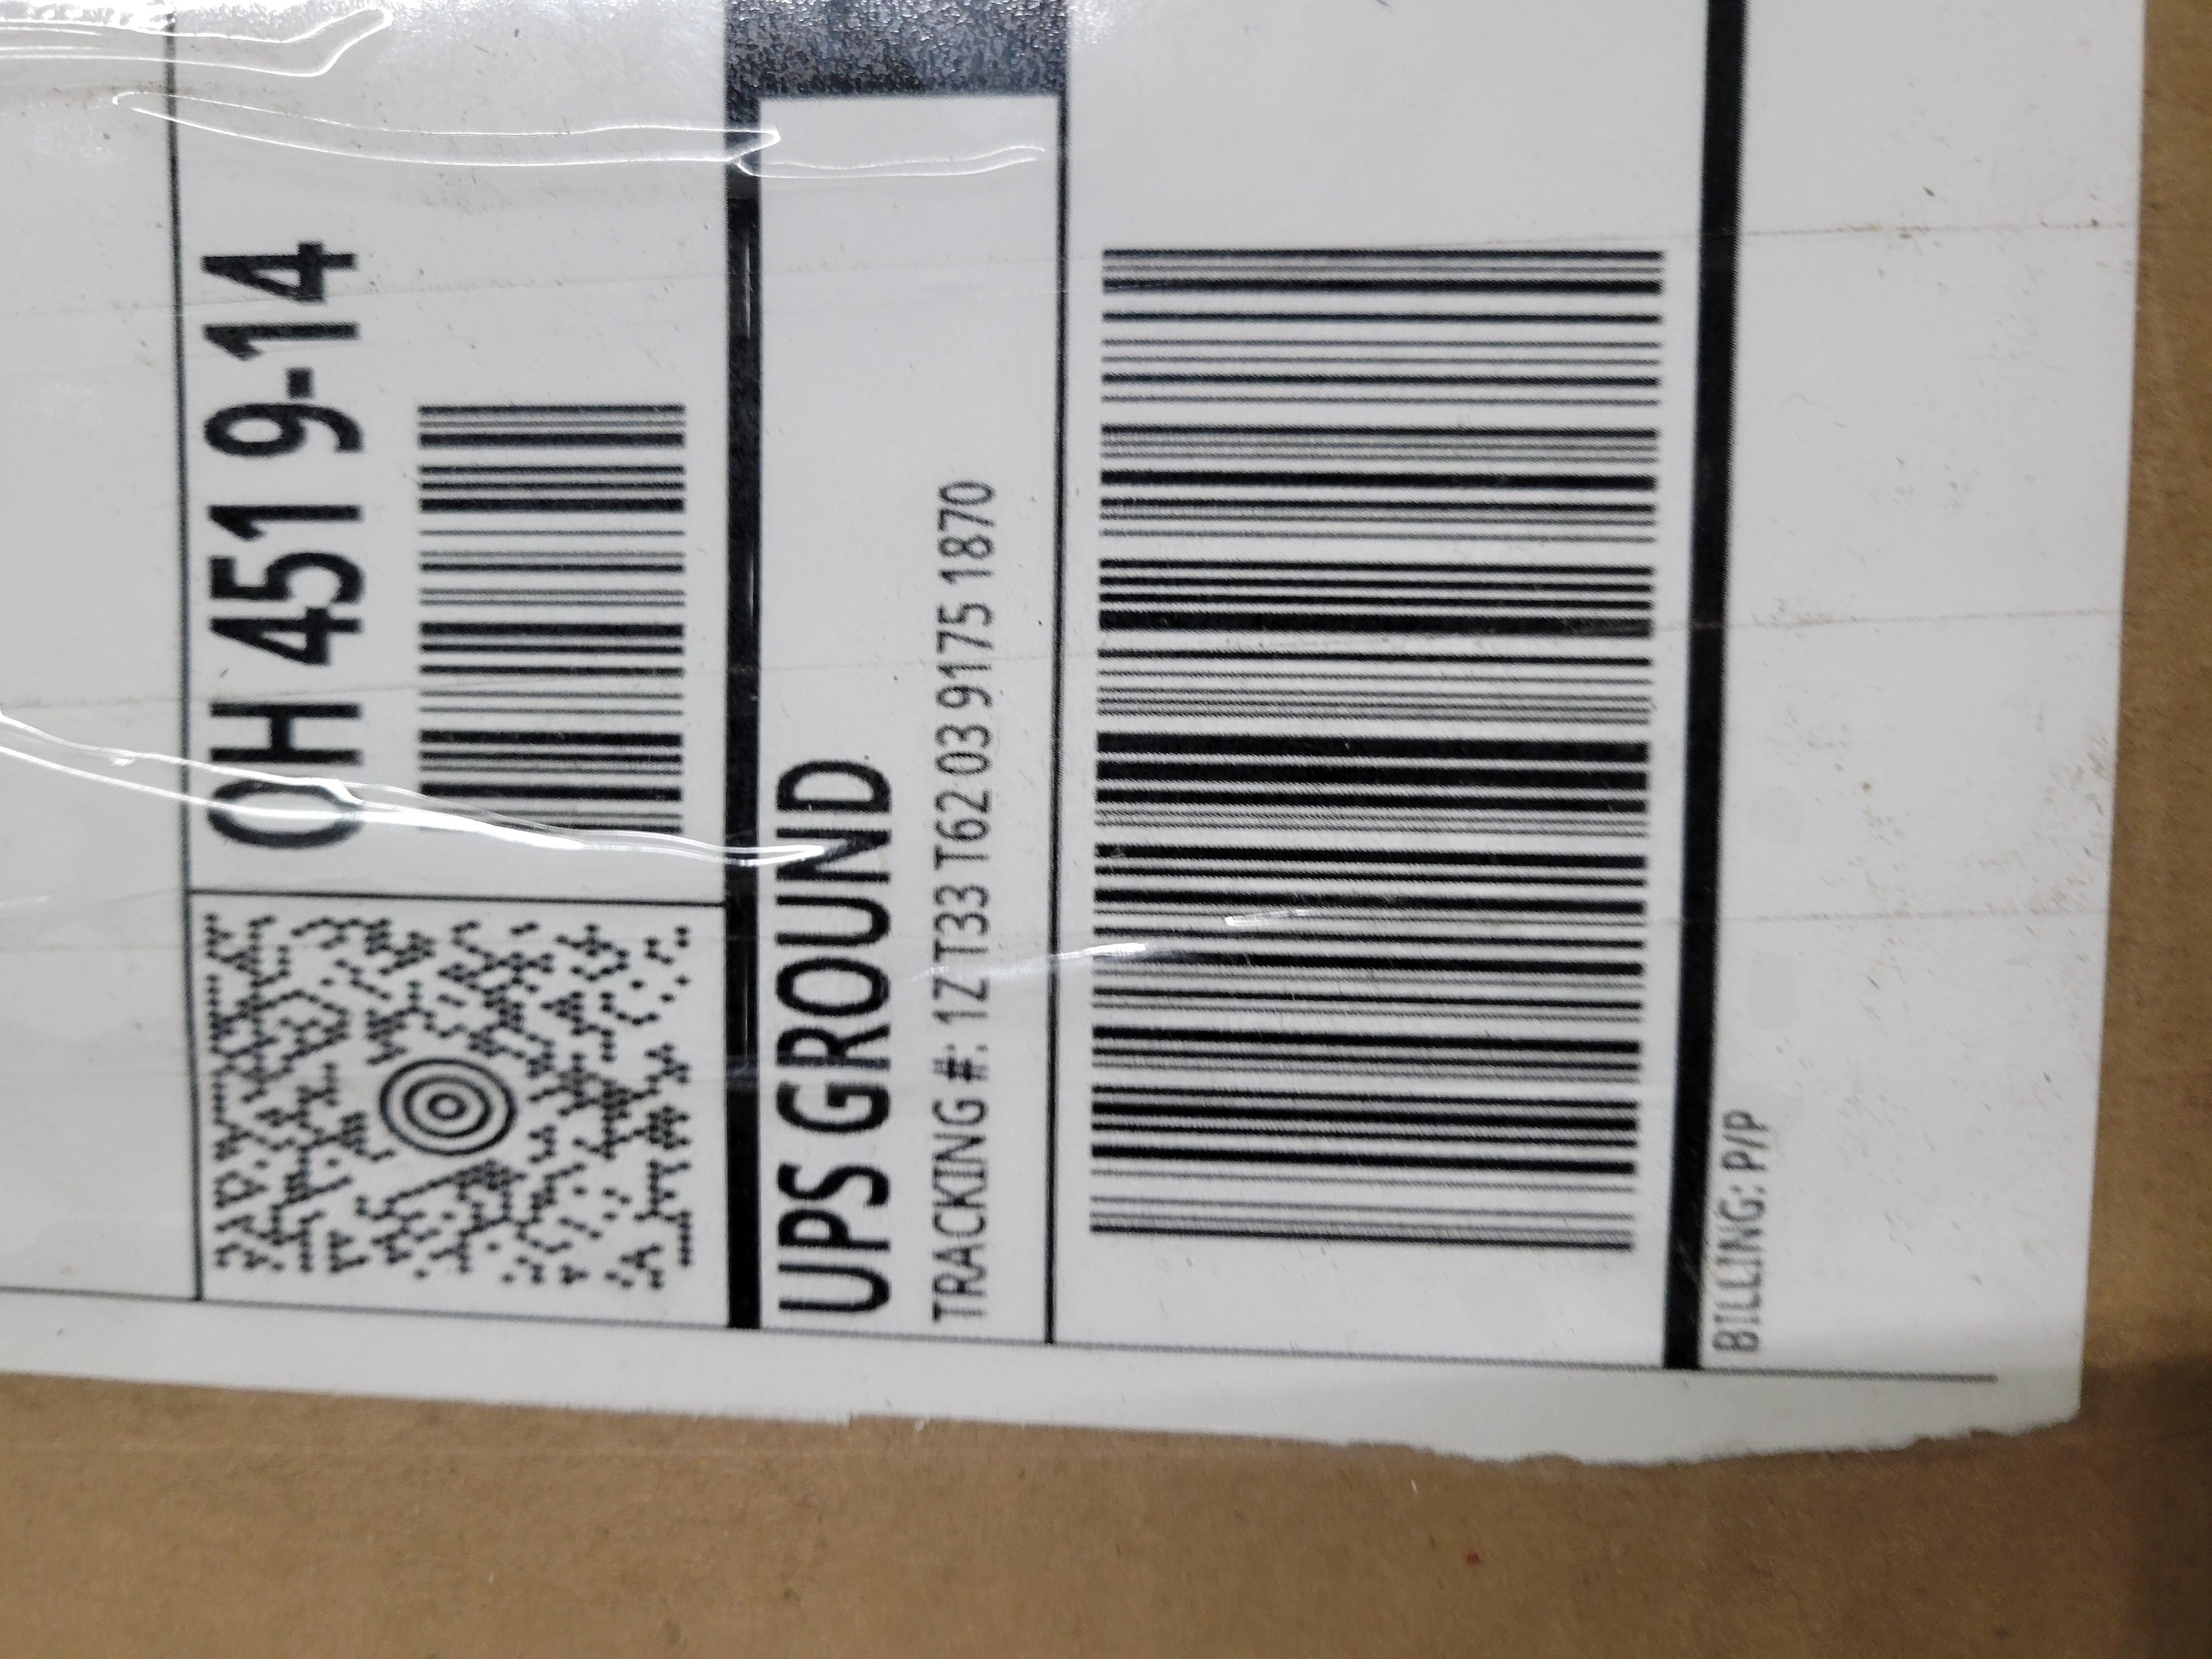 OH 451 9-14
UPS GROUND
TRACKING #: 1Z T33 T62 03 9175 1870
BILLING: P/P